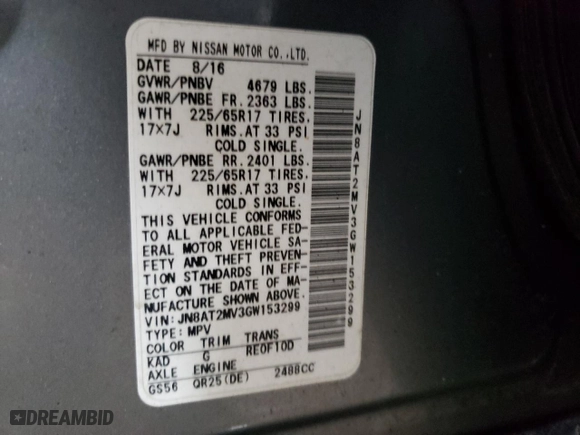 MFD BY NISSAN MOTOR CO.,LTD.
DATE 8/16
GVWR/PNBV 4679 LBS.
GAWR/PNBE FR. 2363 LBS.
WITH 225/65R17 TIRES.
17×7J RIMS.AT 33 PSI
COLD SINGLE.
GAWR/PNBE RR. 2401 LBS.
WITH 225/65R17 TIRES.
17×7J RIMS.AT 33 PSI
COLD SINGLE.
THIS VEHICLE CONFORMS
TO ALL APPLICABLE FED-
ERAL MOTOR VEHICLE SA-
FETY AND THEFT PREVEN-
TION STANDARDS IN EFF-
ECT ON THE DATE OF MA-
NUFACTURE SHOWN ABOVE.
VIN: JN8AT2MV3GW153299
TYPE: MPV
COLOR TRIM TRANS
KAD G RE0F10D
AXLE ENGINE
GS56 QR25(DE) 2488CC
JN8AT2MV3GW153299
DREAMBID